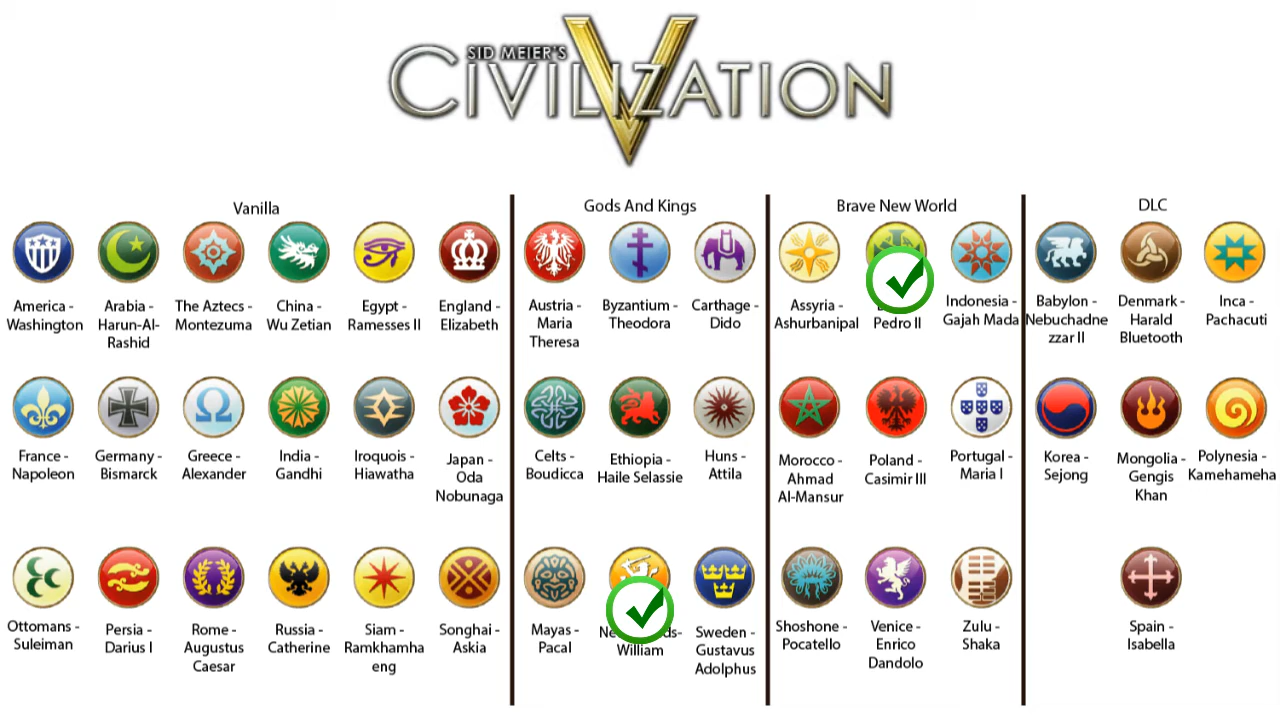 SID MEIER'S
CIVILIZATION
V
Vanilla
Gods And Kings
Brave New World
DLC
America -
Washington
Arabia -
Harun-Al-
Rashid
The Aztecs -
Montezuma
China -
Wu Zetian
Egypt -
Ramesses II
England -
Elizabeth
Austria -
Maria
Theresa
Byzantium -
Theodora
Carthage -
Dido
Assyria -
Ashurbanipal
Pedro II
Indonesia -
Gajah Mada
Babylon -
Nebuchadne
zzar II
Denmark -
Harald
Bluetooth
Inca -
Pachacuti
France -
Napoleon
Germany -
Bismarck
Greece -
Alexander
India -
Gandhi
Iroquois -
Hiawatha
Japan -
Oda
Nobunaga
Celts -
Boudicca
Ethiopia -
Haile Selassie
Huns -
Attila
Morocco -
Ahmad
Al-Mansur
Poland -
Casimir III
Portugal -
Maria I
Korea -
Sejong
Mongolia -
Gengis
Khan
Polynesia -
Kamehameha
Ottomans -
Suleiman
Persia -
Darius I
Rome -
Augustus
Caesar
Russia -
Catherine
Siam -
Ramkhamha
eng
Songhai -
Askia
Mayas -
Pacal
William
Sweden -
Gustavus
Adolphus
Shoshone -
Pocatello
Venice -
Enrico
Dandolo
Zulu -
Shaka
Spain -
Isabella